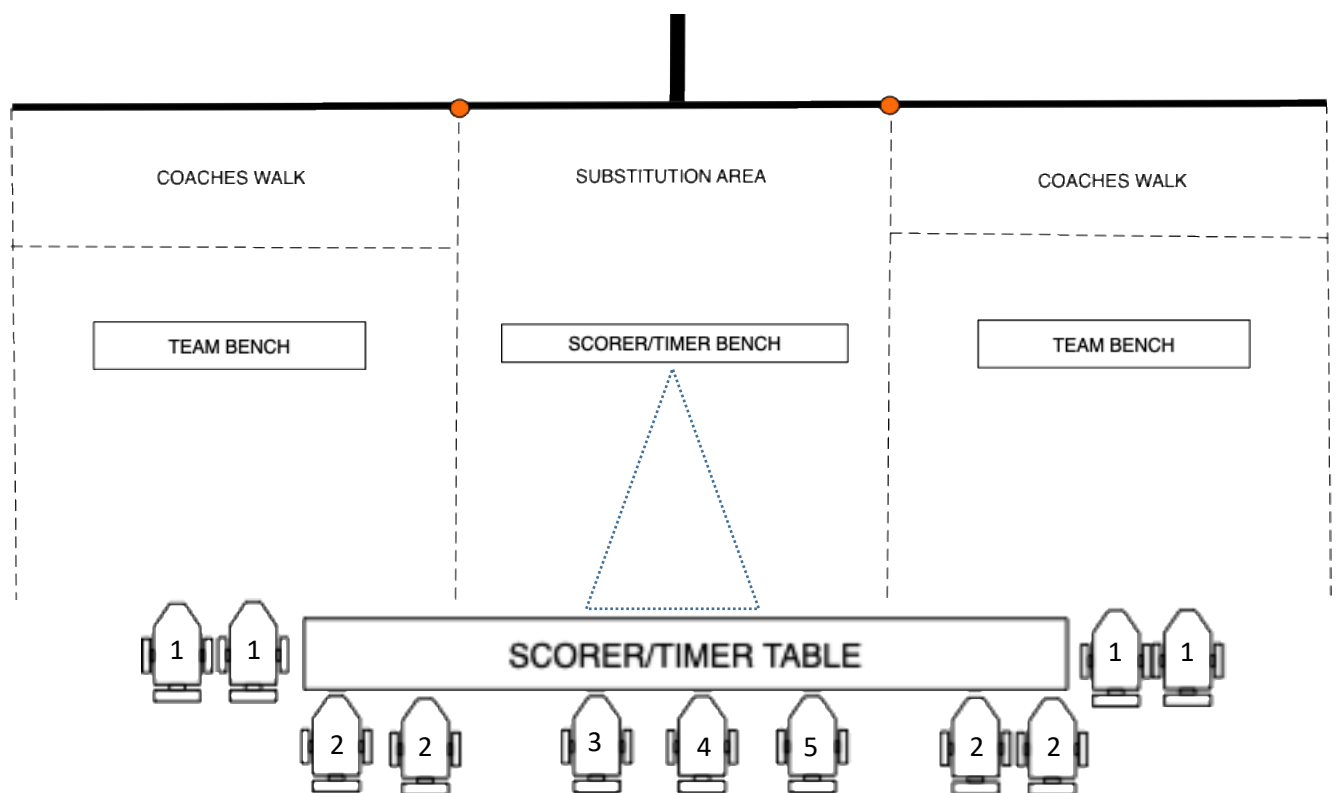 COACHES WALK
SUBSTITUTION AREA
COACHES WALK
TEAM BENCH
SCORER/TIMER BENCH
TEAM BENCH
1
1
SCORER/TIMER TABLE
1
1
2
2
3
4
5
2
2